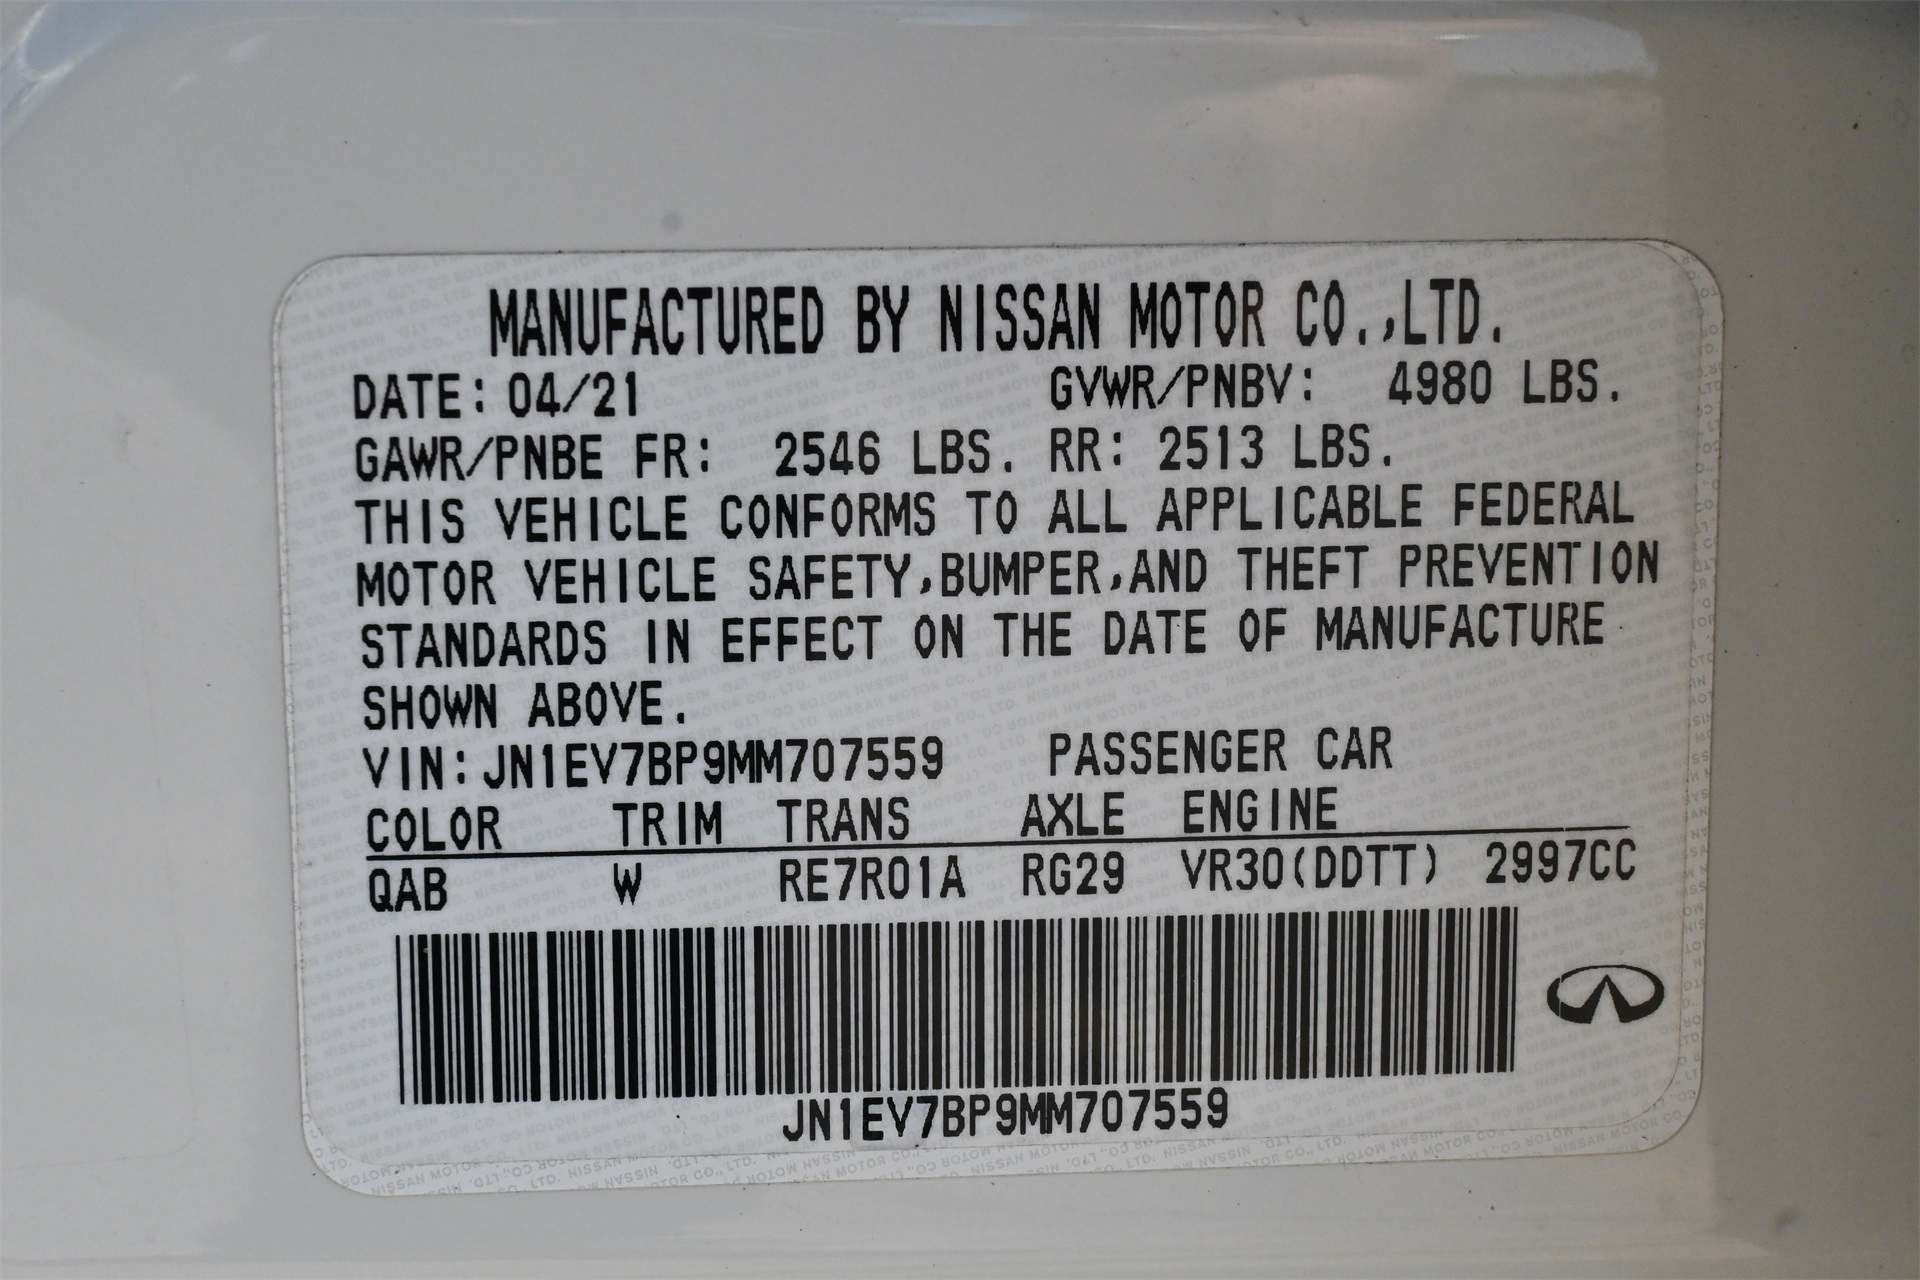 MANUFACTURED BY NISSAN MOTOR CO.,LTD.
DATE: 04/21 GVWR/PNBV: 4980 LBS.
GAWR/PNBE FR: 2546 LBS. RR: 2513 LBS.
THIS VEHICLE CONFORMS TO ALL APPLICABLE FEDERAL
MOTOR VEHICLE SAFETY,BUMPER,AND THEFT PREVENTION
STANDARDS IN EFFECT ON THE DATE OF MANUFACTURE
SHOWN ABOVE.
VIN:JN1EV7BP9MM707559 PASSENGER CAR
COLOR TRIM TRANS AXLE ENGINE
QAB W RE7R01A RG29 VR30(DDTT) 2997CC
JN1EV7BP9MM707559